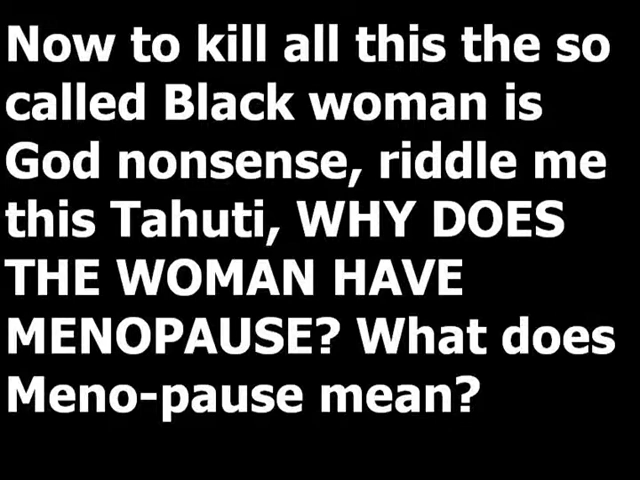 Now to kill all this the so
called Black woman is
God nonsense, riddle me
this Tahuti, WHY DOES
THE WOMAN HAVE
MENOPAUSE? What does
Meno-pause mean?